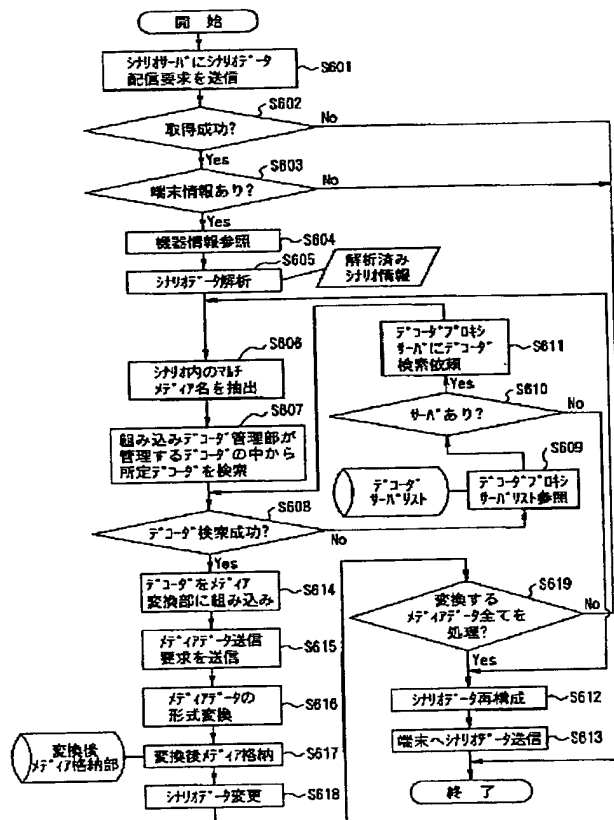 開 始
シナリオサーバにシナリオデータ
配信要求を送信
S601
S602
取得成功?
No
Yes
S603
端末情報あり?
No
Yes
機器情報参照
S604
S605
シナリオデータ解析
解析済み
シナリオ情報
S606
シナリオ内のマルチ
メディア名を抽出
デコーダプロキシ
サーバにデコーダ
検索依頼
S611
Yes
S610
サーバあり?
No
S607
組み込みデコーダ管理部が
管理するデコーダの中から
所定デコーダを検索
S609
デコーダ
サーバリスト
デコーダプロキシ
サーバリスト参照
S608
デコーダ検索成功?
No
Yes
デコーダをメディア
変換部に組み込み
S614
S619
変換する
メディアデータ全てを
処理?
No
Yes
メディアデータ送信
要求を送信
S615
メディアデータの
形式変換
S616
シナリオデータ再構成
S612
変換後
メディア格納部
変換後メディア格納
S617
端末へシナリオデータ送信
S613
シナリオデータ変更
S618
終 了